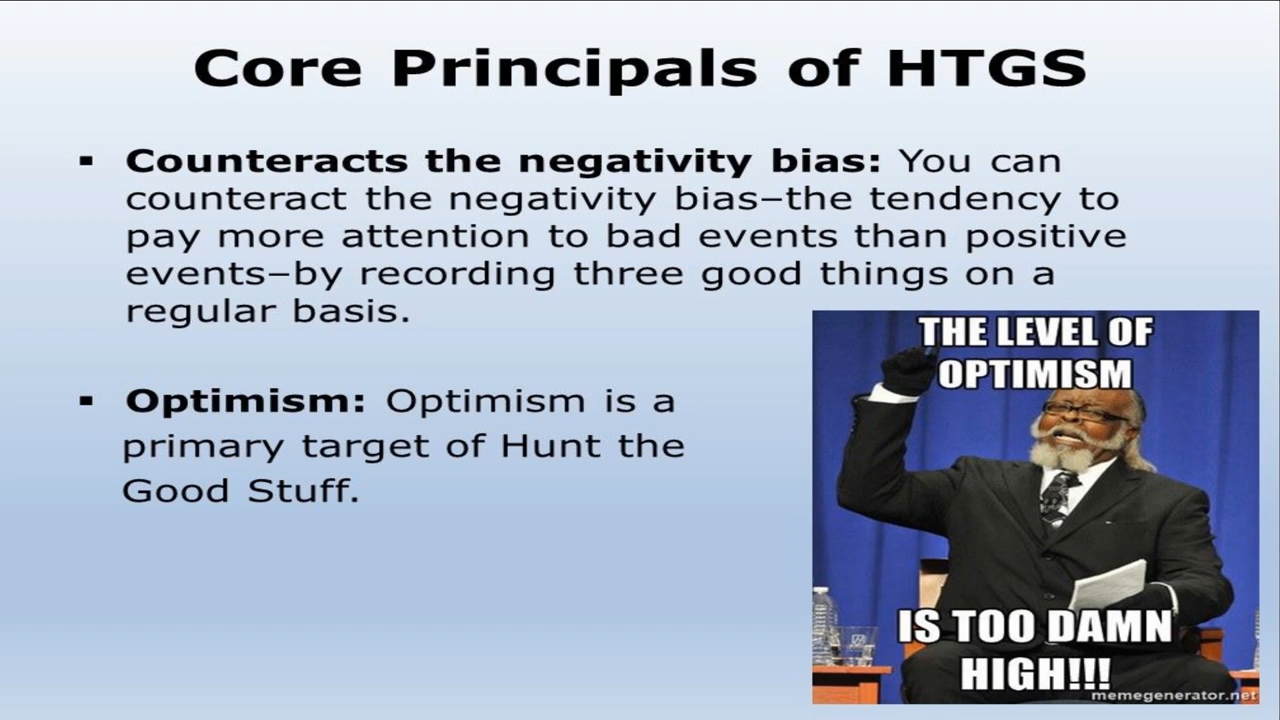 Core Principals of HTGS
▪ Counteracts the negativity bias: You can
counteract the negativity bias–the tendency to
pay more attention to bad events than positive
events–by recording three good things on a
regular basis.
▪ Optimism: Optimism is a
primary target of Hunt the
Good Stuff.
THE LEVEL OF
OPTIMISM
IS TOO DAMN
HIGH!!!
memegenerator.net